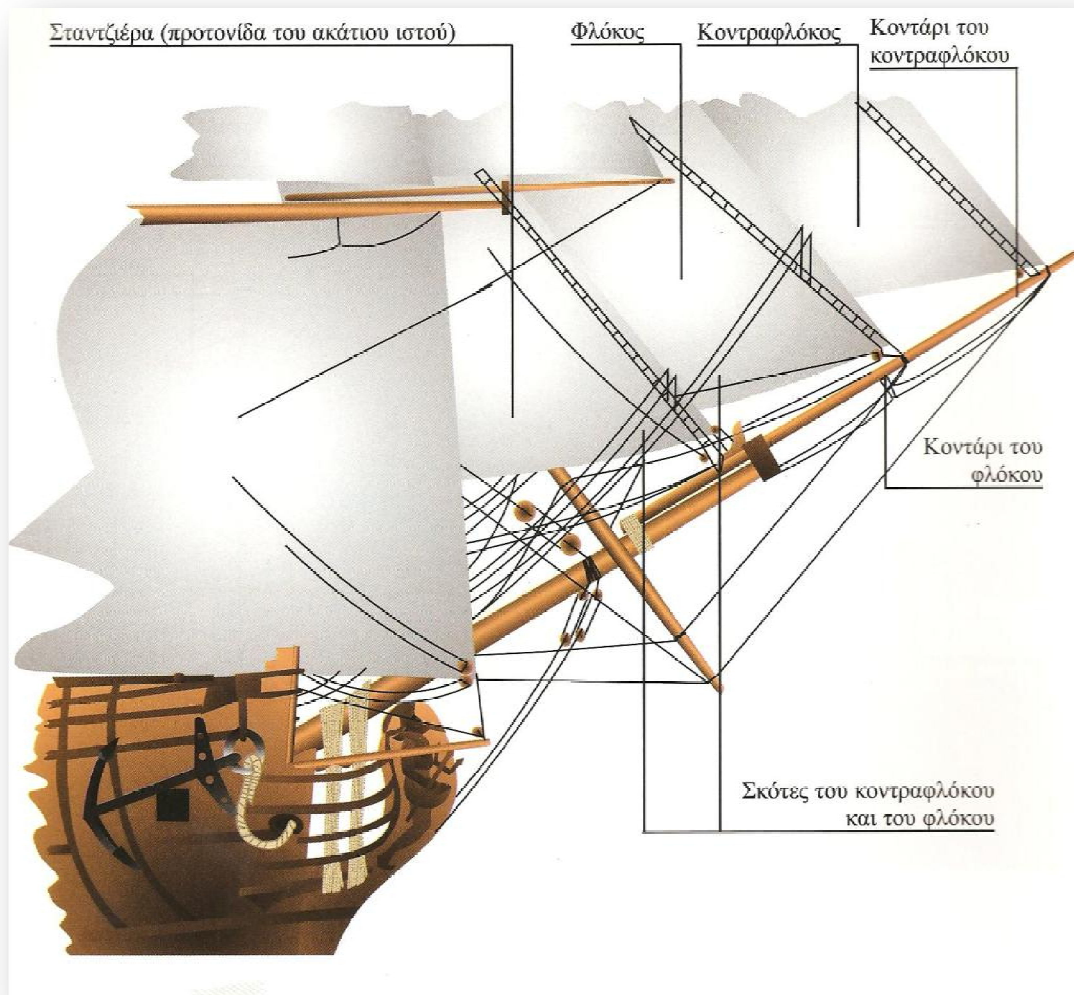 Σταντζιέρα (προτονίδα του ακάτιου ιστού)
Φλόκος
Κοντραφλόκος
Κοντάρι του
κοντραφλόκου
Κοντάρι του
φλόκου
Σκότες του κοντραφλόκου
και του φλόκου